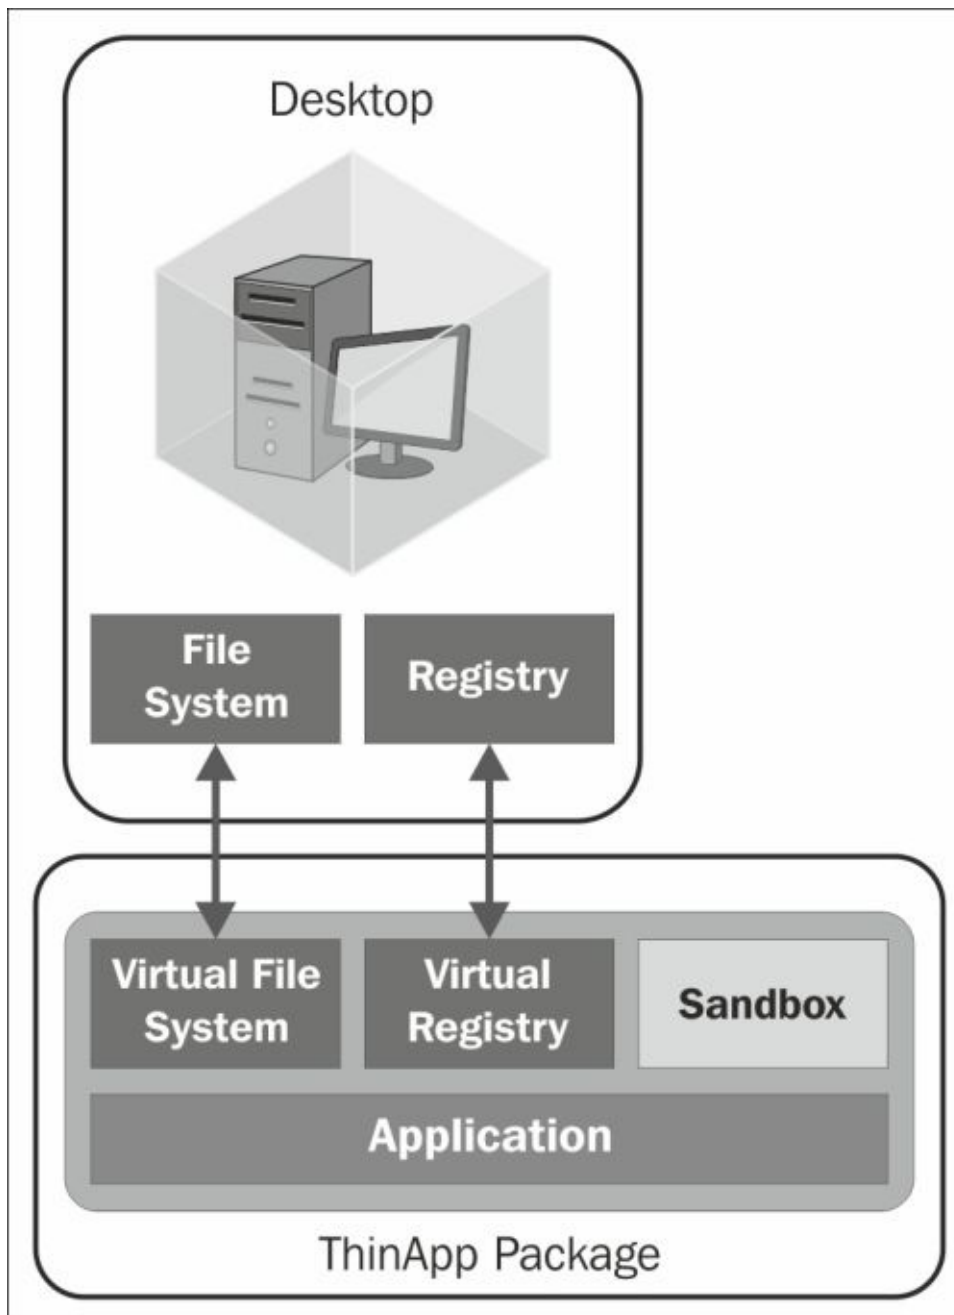 Desktop
File
System
Registry
Virtual File
System
Virtual
Registry
Sandbox
Application
ThinApp Package